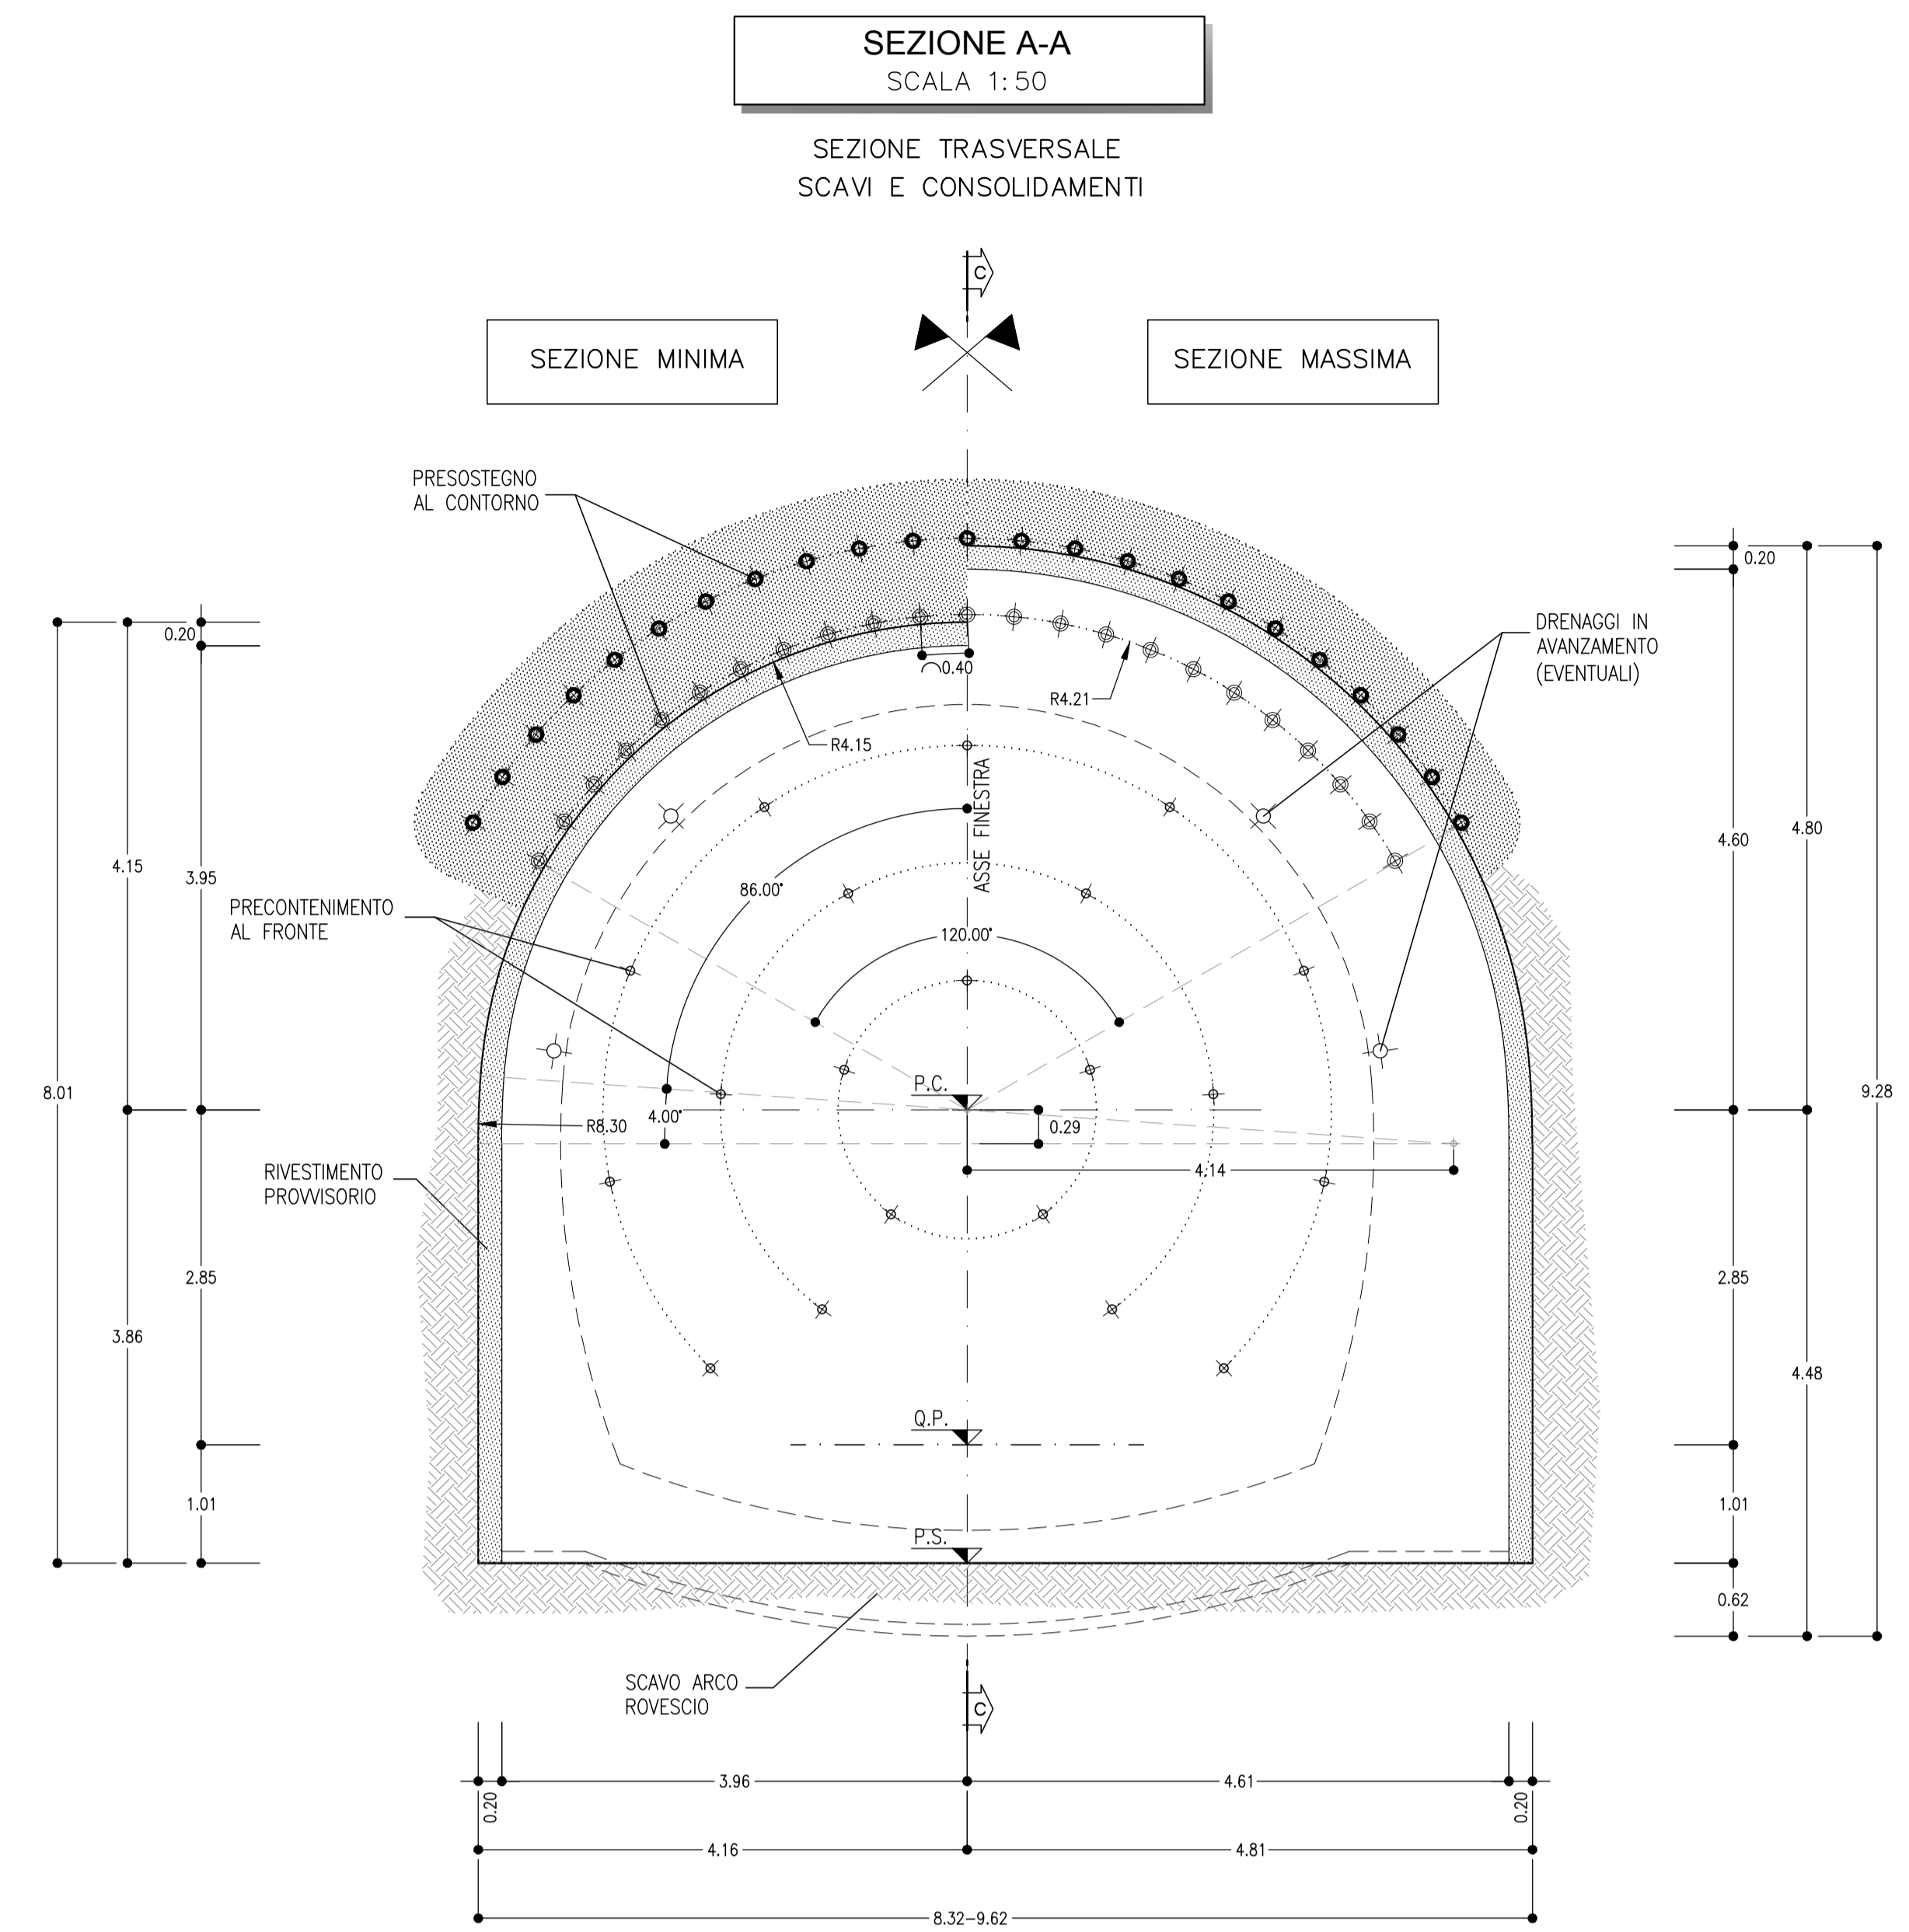 SEZIONE A-A
SCALA 1:50
SEZIONE TRASVERSALE
SCAVI E CONSOLIDAMENTI
C
SEZIONE MINIMA
SEZIONE MASSIMA
PRESOSTEGNO
AL CONTORNO
0.20
0.20
DRENAGGI IN
AVANZAMENTO
(EVENTUALI)
0.40
R4.21
R4.15
ASSE FINESTRA
4.15
3.95
4.60
4.80
86.00°
PRECONTENIMENTO
AL FRONTE
120.00°
P.C.
8.01
9.28
4.00°
R8.30
0.29
4.14
RIVESTIMENTO
PROVVISORIO
2.85
2.85
3.86
4.48
Q.P.
1.01
1.01
P.S.
0.62
SCAVO ARCO
ROVESCIO
C
3.96
4.61
0.20
0.20
4.16
4.81
8.32-9.62